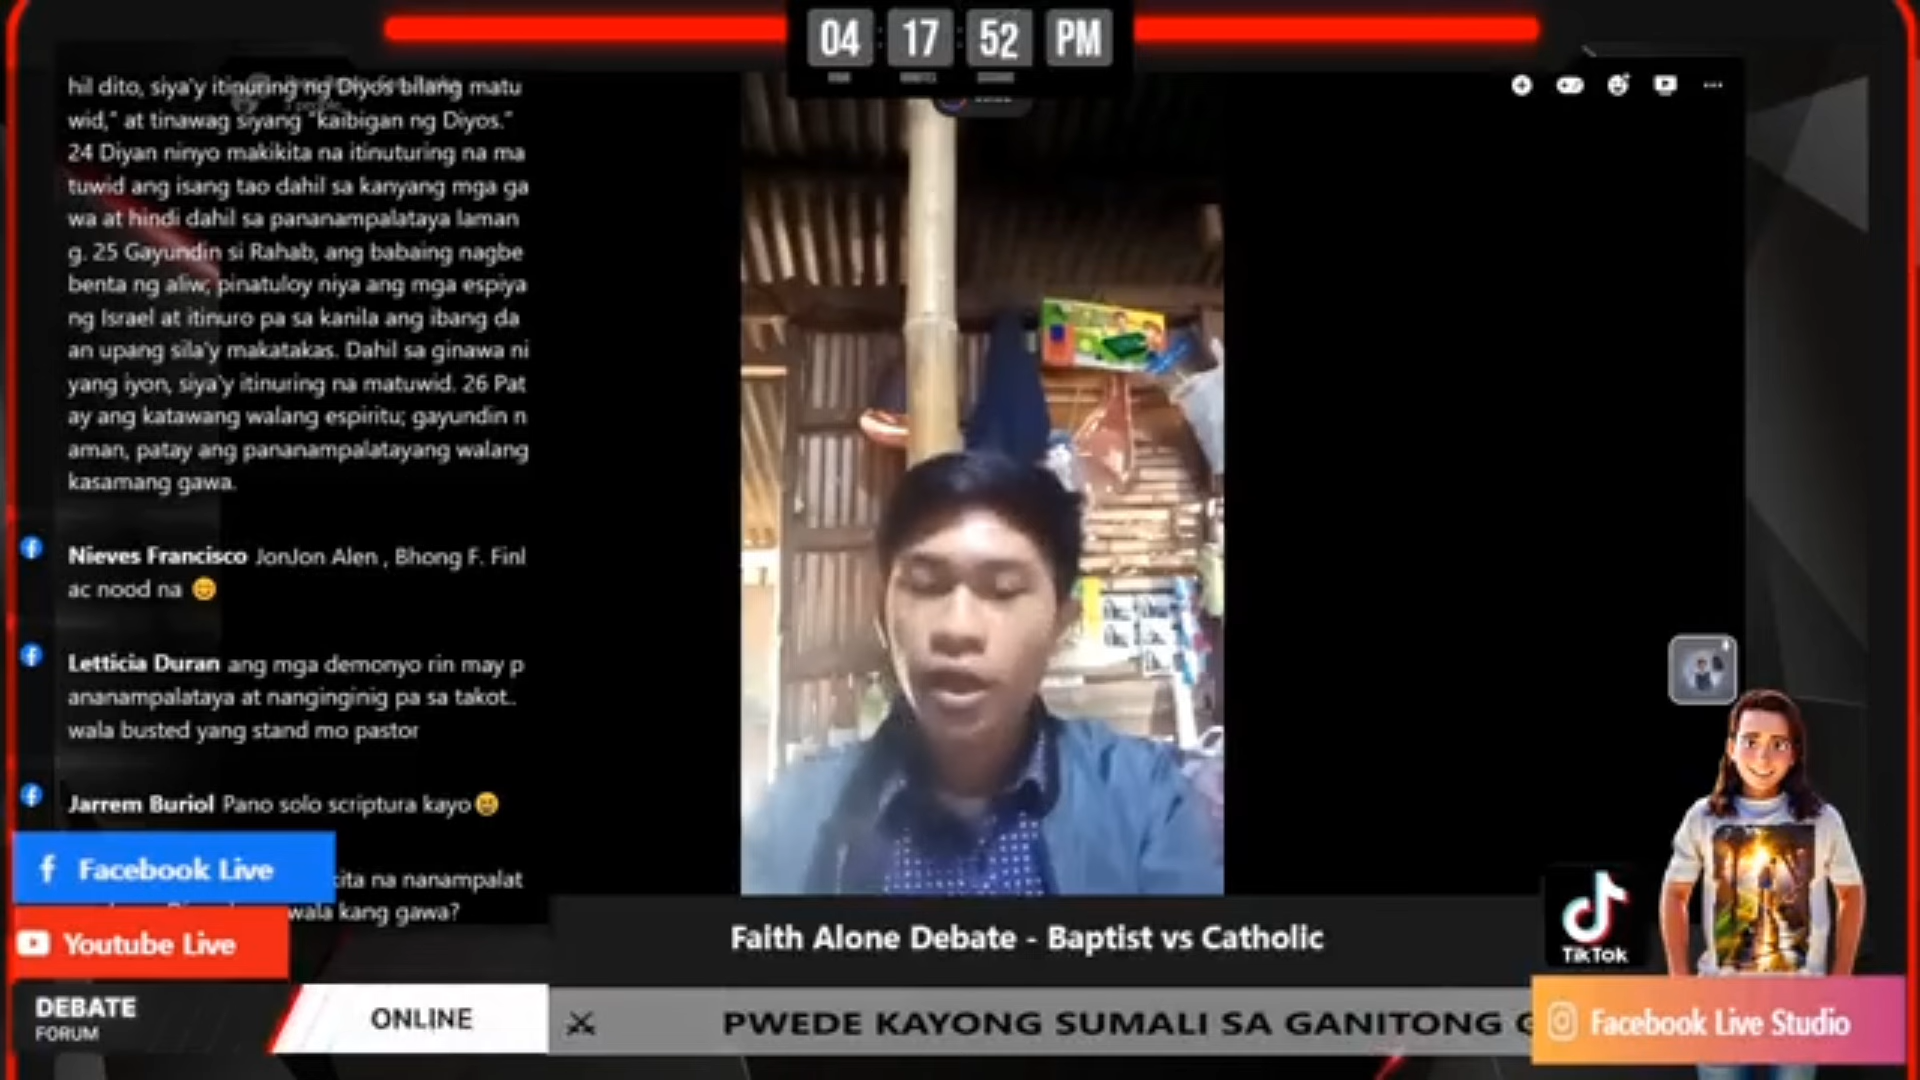 04 : 17 : 52 PM
hil dito, siya'y itinuring ng Diyos bilang matu
wid," at tinawag siyang "kaibigan ng Diyos."
24 Diyan ninyo makikita na itinuturing na ma
tuwid ang isang tao dahil sa kanyang mga ga
wa at hindi dahil sa pananampalataya laman
g. 25 Gayundin si Rahab, ang babaing nagbe
benta ng aliw; pinatuloy niya ang mga espiya
ng Israel at itinuro pa sa kanila ang ibang da
an upang sila'y makatakas. Dahil sa ginawa ni
yang iyon, siya'y itinuring na matuwid. 26 Pat
ay ang katawang walang espiritu; gayundin n
aman, patay ang pananampalatayang walang
kasamang gawa.
Nieves Francisco JonJon Alen , Bhong F. Finl
ac nood na
Letticia Duran ang mga demonyo rin may p
ananampalataya at nanginginig pa sa takot..
wala busted yang stand mo pastor
Jarrem Buriol Pano solo scriptura kayo
na nanampalat
wala kang gawa?
Facebook Live
Youtube Live
Faith Alone Debate - Baptist vs Catholic
TikTok
DEBATE
FORUM
ONLINE
PWEDE KAYONG SUMALI SA GANITONG
Facebook Live Studio